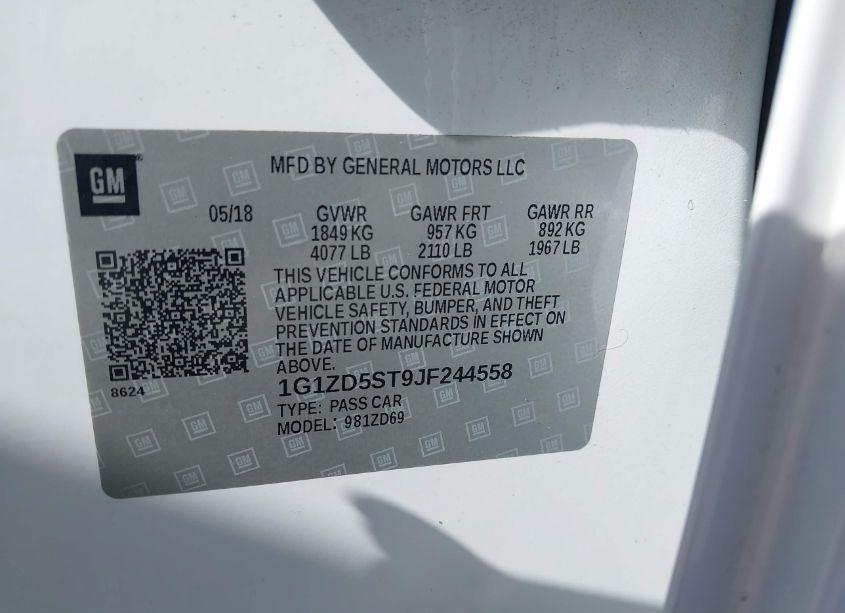 GM
MFD BY GENERAL MOTORS LLC
05/18 GVWR GAWR FRT GAWR RR
1849 KG 957 KG 892 KG
4077 LB 2110 LB 1967 LB
THIS VEHICLE CONFORMS TO ALL
APPLICABLE U.S. FEDERAL MOTOR
VEHICLE SAFETY, BUMPER, AND THEFT
PREVENTION STANDARDS IN EFFECT ON
THE DATE OF MANUFACTURE SHOWN
ABOVE.
8624
1G1ZD5ST9JF244558
TYPE: PASS CAR
MODEL: 981ZD69